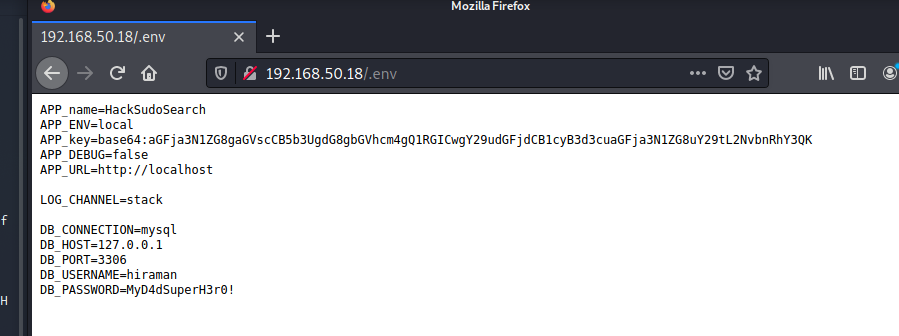 Mozilla Firefox
192.168.50.18/.env
192.168.50.18/.env
APP_name=HackSudoSearch
APP_ENV=local
APP_key=base64:aGFja3N1ZG8gaGVscCB5b3UgdG8gbGVhcm4gQ1RGICwgY29udGFjdCB1cyB3d3cuaGFja3N1ZG8uY29tL2NvbnRhY3QK
APP_DEBUG=false
APP_URL=http://localhost
LOG_CHANNEL=stack
DB_CONNECTION=mysql
DB_HOST=127.0.0.1
DB_PORT=3306
DB_USERNAME=hiraman
DB_PASSWORD=MyD4dSuperH3r0!
f
H